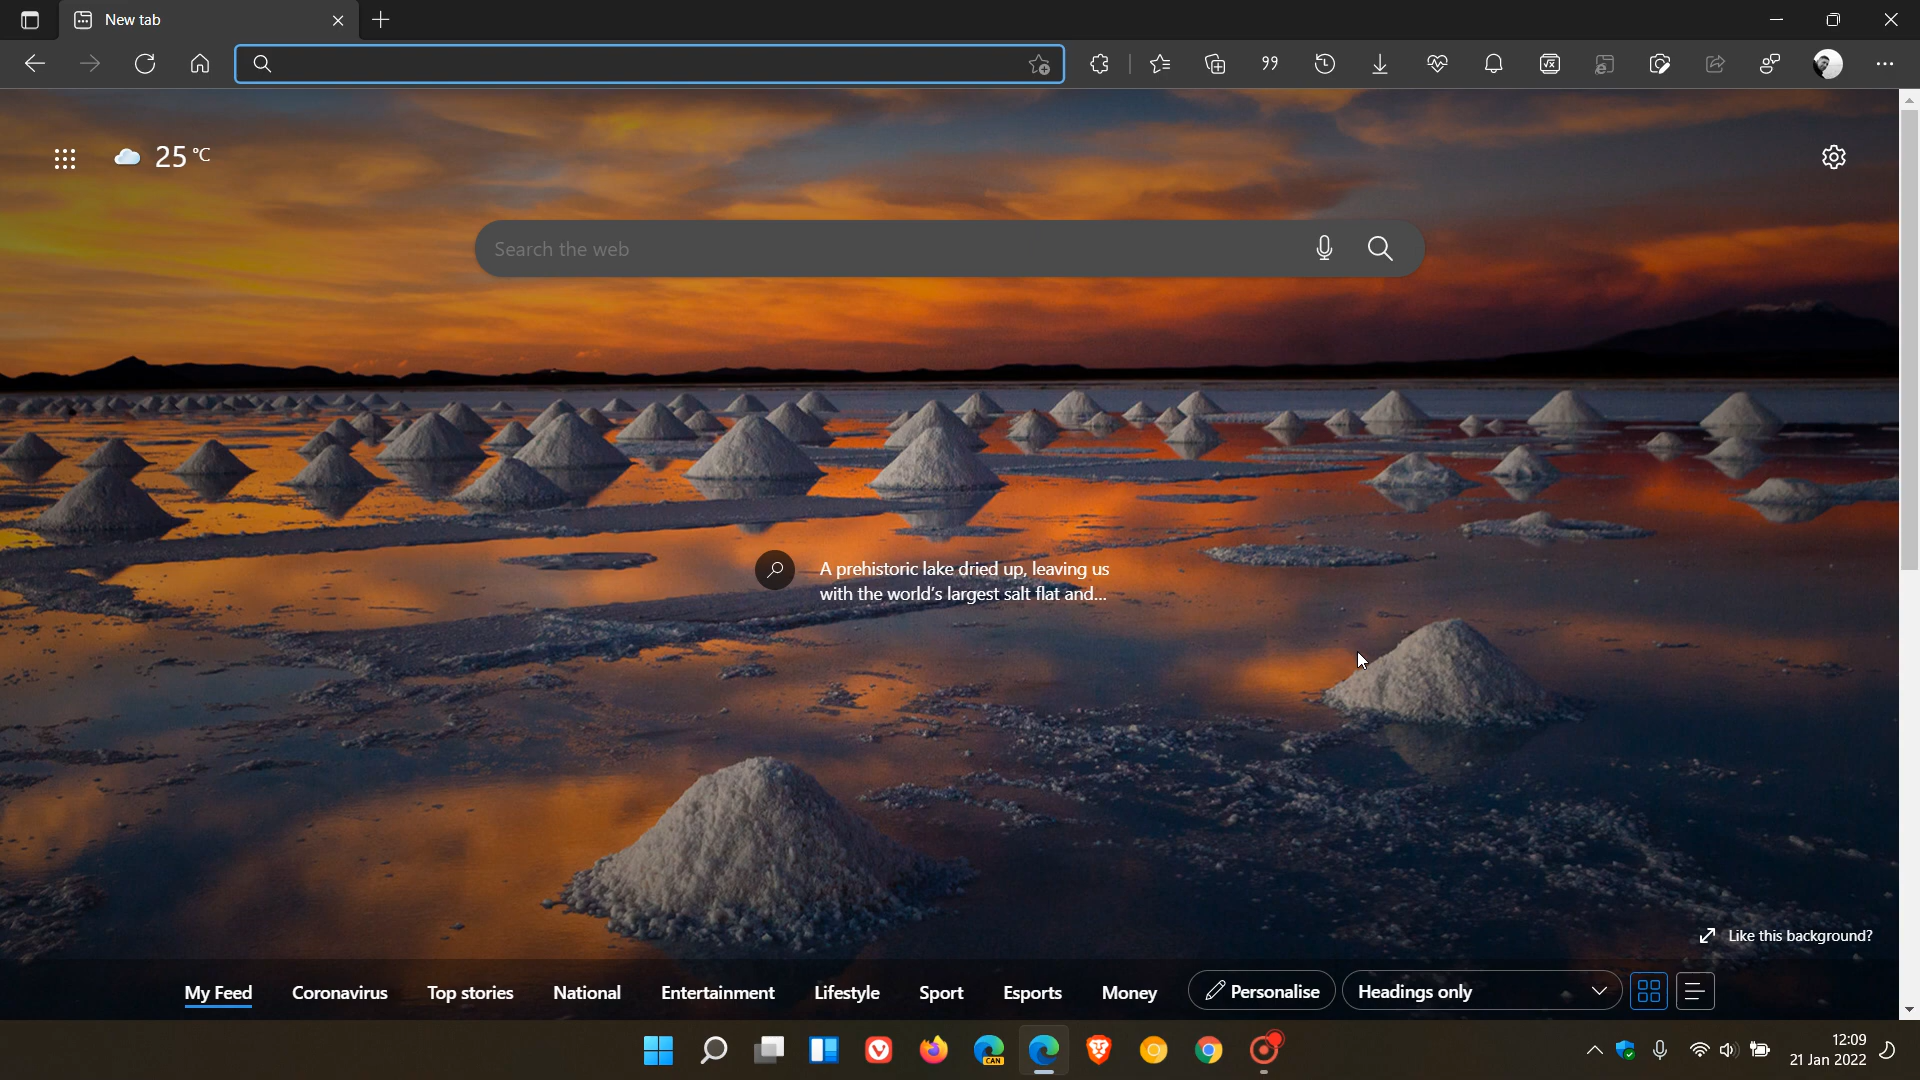 New tab
25 °C
Search the web
A prehistoric lake dried up, leaving us
with the world's largest salt flat and...
Like this background?
My Feed Coronavirus Top stories National Entertainment Lifestyle Sport Esports Money Personalise Headings only
CAN
12:09
21 Jan 2022